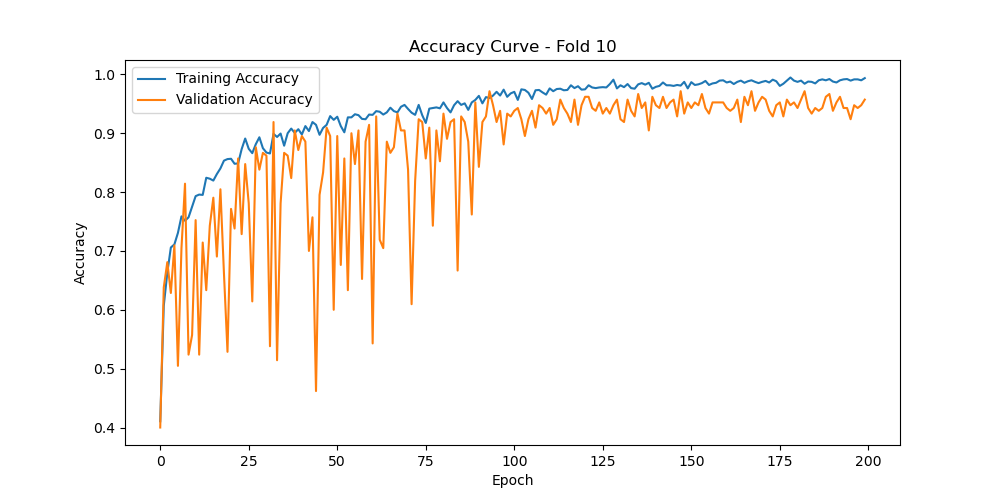 Accuracy Curve - Fold 10
Training Accuracy
Validation Accuracy
1.0
0.9
0.8
0.7
0.6
0.5
0.4
Accuracy
0 25 50 75 100 125 150 175 200
Epoch